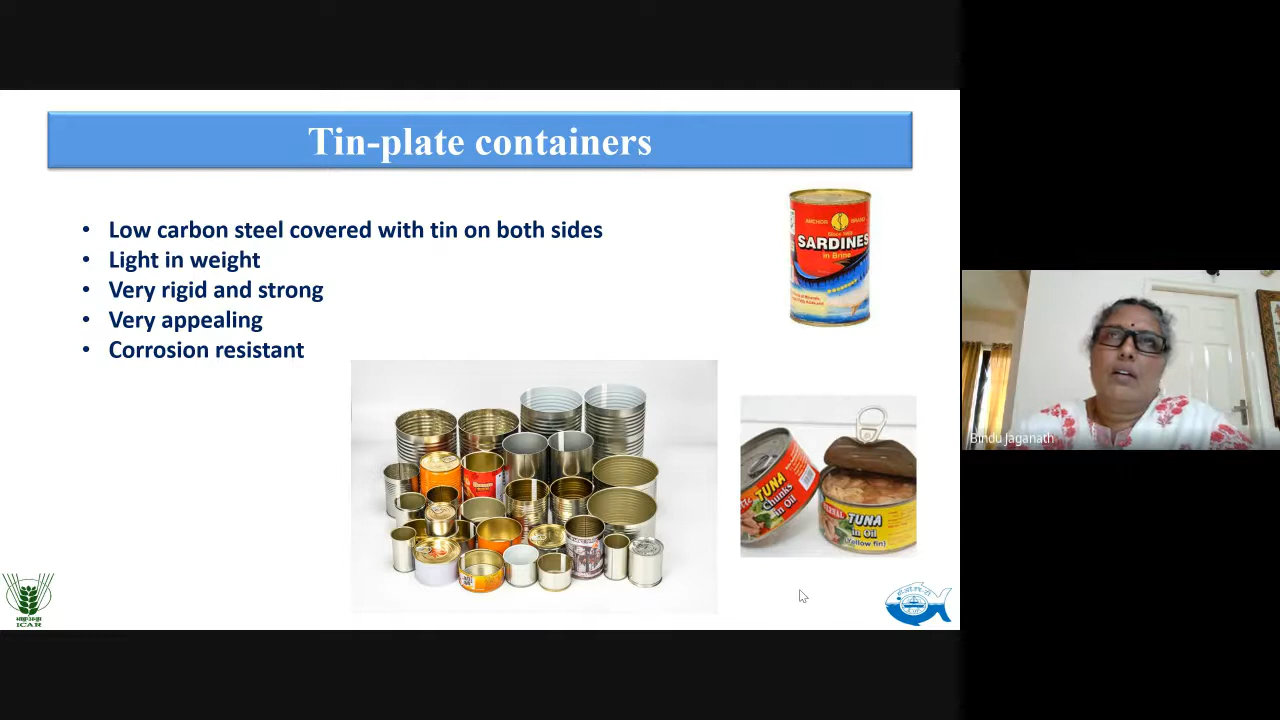 Tin-plate containers
• Low carbon steel covered with tin on both sides
• Light in weight
• Very rigid and strong
• Very appealing
• Corrosion resistant
ANCHOR BRAND
SARDINES
in Brine
TUNA
Chunks
in Oil
TUNA
in Oil
(Yellow fin)
Bindu Jaganath
ICAR